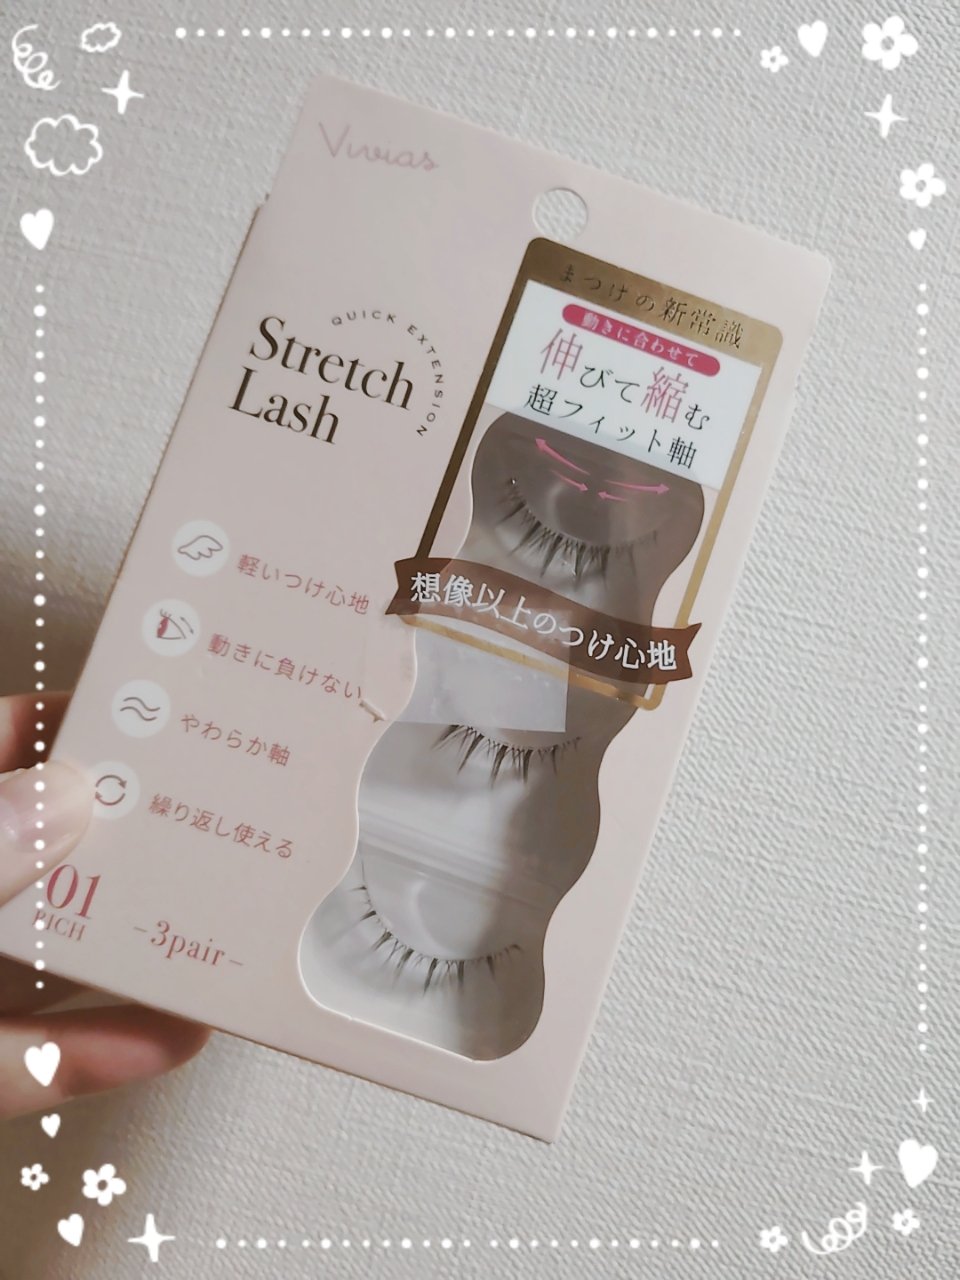 Vivias
まつげの新常識
動きに合わせて
伸びて縮む
超フィット軸
QUICK EXTENSION
Stretch
Lash
想像以上のつけ心地
軽いつけ心地
動きに負けない
やわらか軸
繰り返し使える
01
RICH
-3pair-